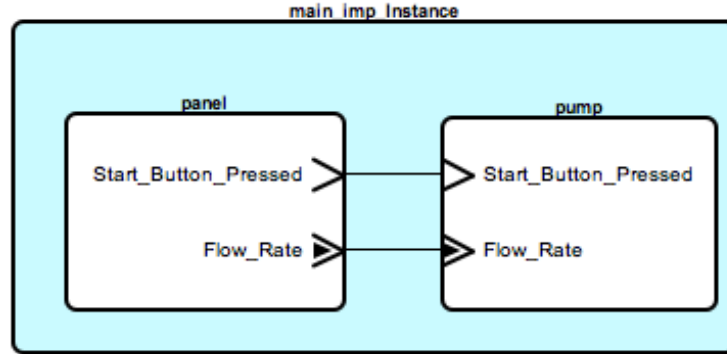 main_imp_Instance
panel
pump
Start_Button_Pressed
Start_Button_Pressed
Flow_Rate
Flow_Rate